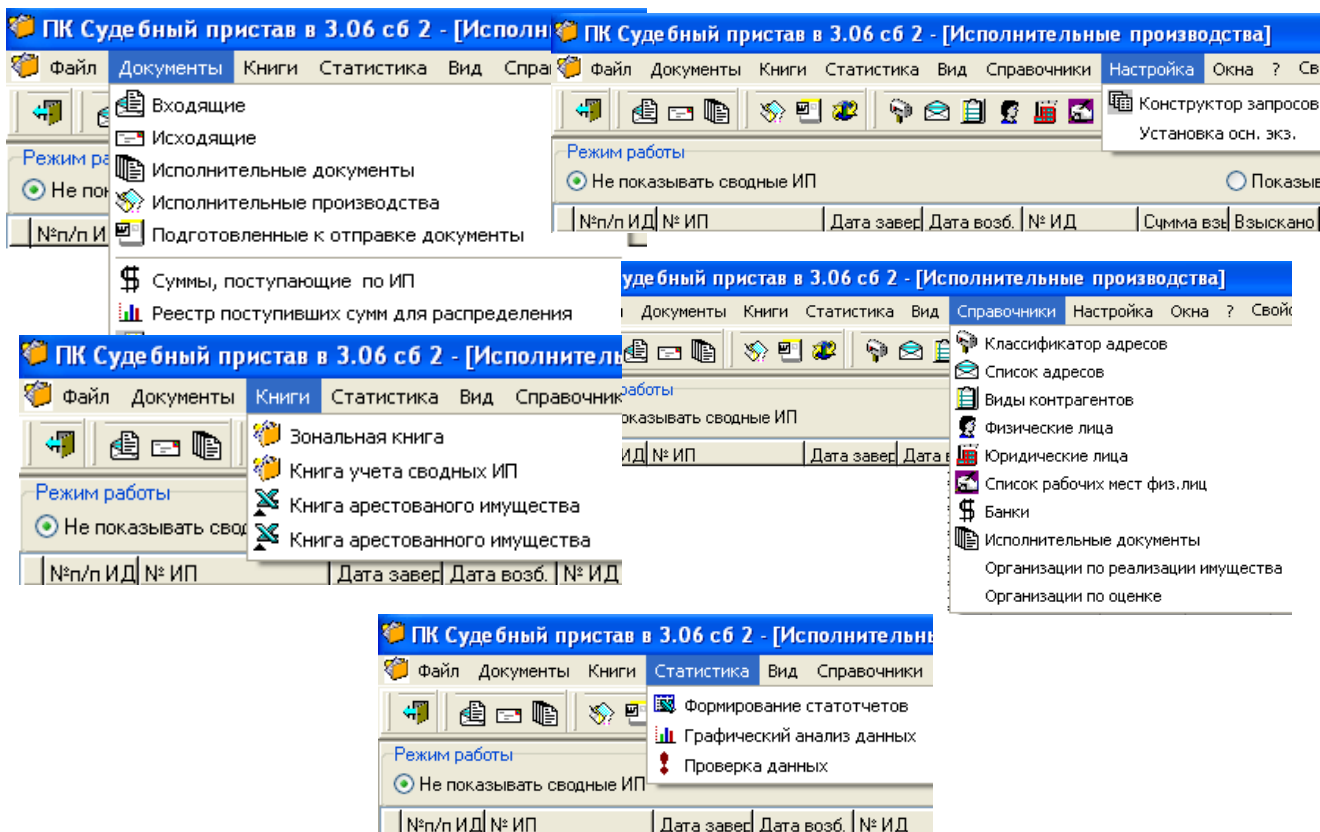 ПК Судебный пристав в 3.06 сб 2 - [Исполн
Файл Документы Книги Статистика Вид Спра
Входящие
Исходящие
Исполнительные документы
Исполнительные производства
Подготовленные к отправке документы
Суммы, поступающие по ИП
Реестр поступивших сумм для распределения
Режим ра
Не пок
№п/п И
ПК Судебный пристав в 3.06 сб 2 - [Исполнительные производства]
Файл Документы Книги Статистика Вид Справочники Настройка Окна ? Св
Конструктор запросов
Установка осн. экз.
Режим работы
Не показывать сводные ИП
Показыв
№п/п ИД № ИП Дата завер Дата возб. № ИД Сумма взы Взыскано
удебный пристав в 3.06 сб 2 - [Исполнительные производства]
Документы Книги Статистика Вид Справочники Настройка Окна ? Свой
Классификатор адресов
Список адресов
Виды контрагентов
Физические лица
Юридические лица
Список рабочих мест физ.лиц
Банки
Исполнительные документы
Организации по реализации имущества
Организации по оценке
работы
оказывать сводные ИП
ИД № ИП Дата завер Дата в
ПК Судебный пристав в 3.06 сб 2 - [Исполнитель
Файл Документы Книги Статистика Вид Справочник
Зональная книга
Книга учета сводных ИП
Книга арестованого имущества
Книга арестованного имущества
Режим работы
Не показывать свод
№п/п ИД № ИП Дата завер Дата возб. № ИД
ПК Судебный пристав в 3.06 сб 2 - [Исполнительн
Файл Документы Книги Статистика Вид Справочники
Формирование статотчетов
Графический анализ данных
Проверка данных
Режим работы
Не показывать сводные ИП
№п/п ИД № ИП Дата завер Дата возб. № ИД